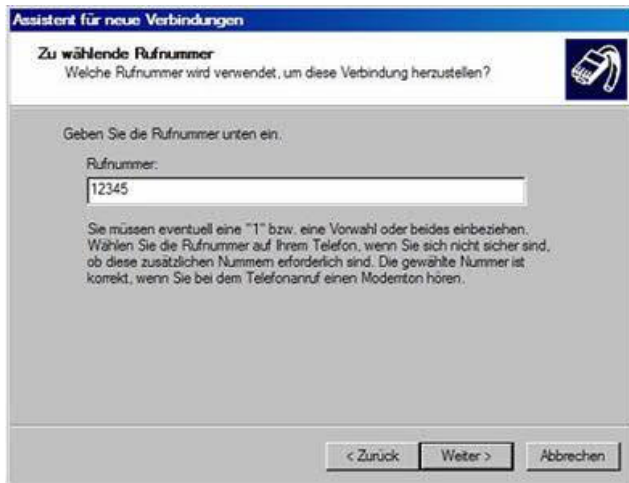 Assistent für neue Verbindungen
Zu wählende Rufnummer
Welche Rufnummer wird verwendet, um diese Verbindung herzustellen?
Geben Sie die Rufnummer unten ein.
Rufnummer:
12345
Sie müssen eventuell eine "1" bzw. eine Vorwahl oder beides einbeziehen.
Wählen Sie die Rufnummer auf Ihrem Telefon, wenn Sie sich nicht sicher sind,
ob diese zusätzlichen Nummern erforderlich sind. Die gewählte Nummer ist
korrekt, wenn Sie bei dem Telefonanruf einen Modemton hören.
< Zurück Weiter > Abbrechen